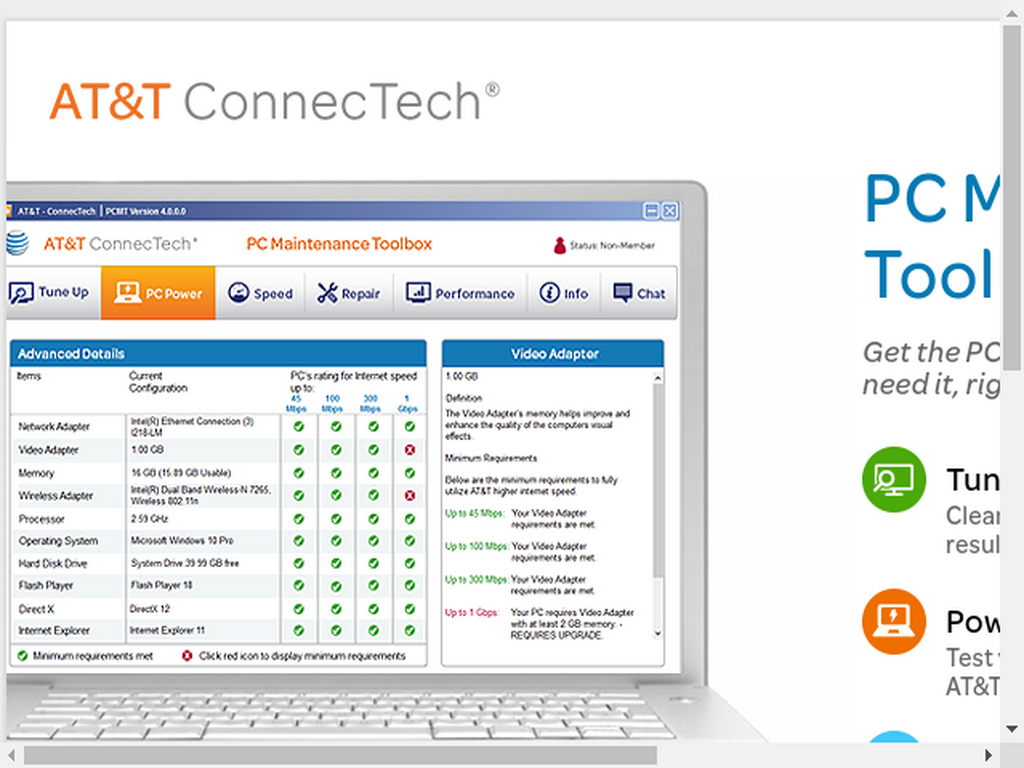 AT&T ConnecTech®
AT&T - ConnecTech | PCMT Version 4.0.0.0
AT&T ConnecTech®
PC Maintenance Toolbox
Status: Non-Member
Tune Up
PC Power
Speed
Repair
Performance
Info
Chat
Advanced Details
Items
Current
Configuration
PC's rating for Internet speed
up to:
45 Mbps
100 Mbps
300 Mbps
1 Gbps
Network Adapter
Intel(R) Ethernet Connection (3)
I218-LM
Video Adapter
1.00 GB
Memory
16 GB (15.89 GB Usable)
Wireless Adapter
Intel(R) Dual Band Wireless-N 7265,
Wireless 802.11n
Processor
2.59 GHz
Operating System
Microsoft Windows 10 Pro
Hard Disk Drive
System Drive 39.99 GB free
Flash Player
Flash Player 18
Direct X
DirectX 12
Internet Explorer
Internet Explorer 11
Minimum requirements met
Click red icon to display minimum requirements
Video Adapter
1.00 GB
Definition
The Video Adapter's memory helps improve and
enhance the quality of the computers visual
effects.
Minimum Requirements
Below are the minimum requirements to fully
utilize AT&T higher internet speed.
Up to 45 Mbps: Your Video Adapter
requirements are met.
Up to 100 Mbps: Your Video Adapter
requirements are met.
Up to 300 Mbps: Your Video Adapter
requirements are met.
Up to 1 Gbps: Your PC requires Video Adapter
with at least 2 GB memory. -
REQUIRES UPGRADE.
PC M
Tool
Get the PC
need it, rig
Tun
Clear
resul
Pow
Test
AT&T